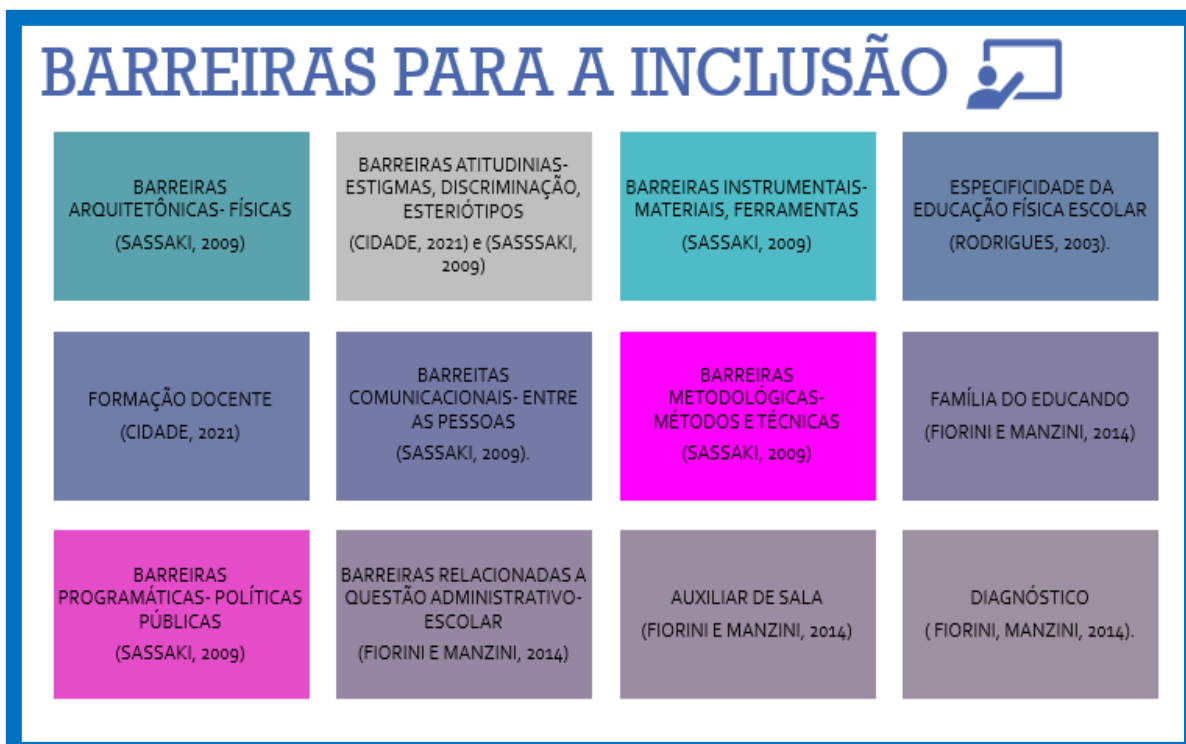 BARREIRAS PARA A INCLUSÃO
BARREIRAS
ARQUITETÔNICAS- FÍSICAS
(SASSAKI, 2009)
BARREIRAS ATITUDINIAS-
ESTIGMAS, DISCRIMINAÇÃO,
ESTERIÓTIPOS
(CIDADE, 2021) e (SASSSAKI,
2009)
BARREIRAS INSTRUMENTAIS-
MATERIAIS, FERRAMENTAS
(SASSAKI, 2009)
ESPECIFICIDADE DA
EDUCAÇÃO FÍSICA ESCOLAR
(RODRIGUES, 2003).
FORMAÇÃO DOCENTE
(CIDADE, 2021)
BARREITAS
COMUNICACIONAIS- ENTRE
AS PESSOAS
(SASSAKI, 2009).
BARREIRAS
METODOLÓGICAS-
MÉTODOS E TÉCNICAS
(SASSAKI, 2009)
FAMÍLIA DO EDUCANDO
(FIORINI E MANZINI, 2014)
BARREIRAS
PROGRAMÁTICAS- POLÍTICAS
PÚBLICAS
(SASSAKI, 2009)
BARREIRAS RELACIONADAS A
QUESTÃO ADMINISTRATIVO-
ESCOLAR
(FIORINI E MANZINI, 2014)
AUXILIAR DE SALA
(FIORINI E MANZINI, 2014)
DIAGNÓSTICO
( FIORINI, MANZINI, 2014).